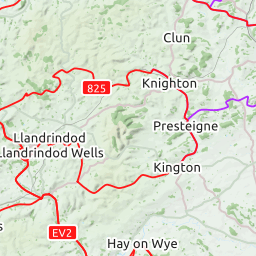 Clun
825
Knighton
Presteigne
Llandrindod
Llandrindod Wells
Kington
EV2
Hay on Wye
s